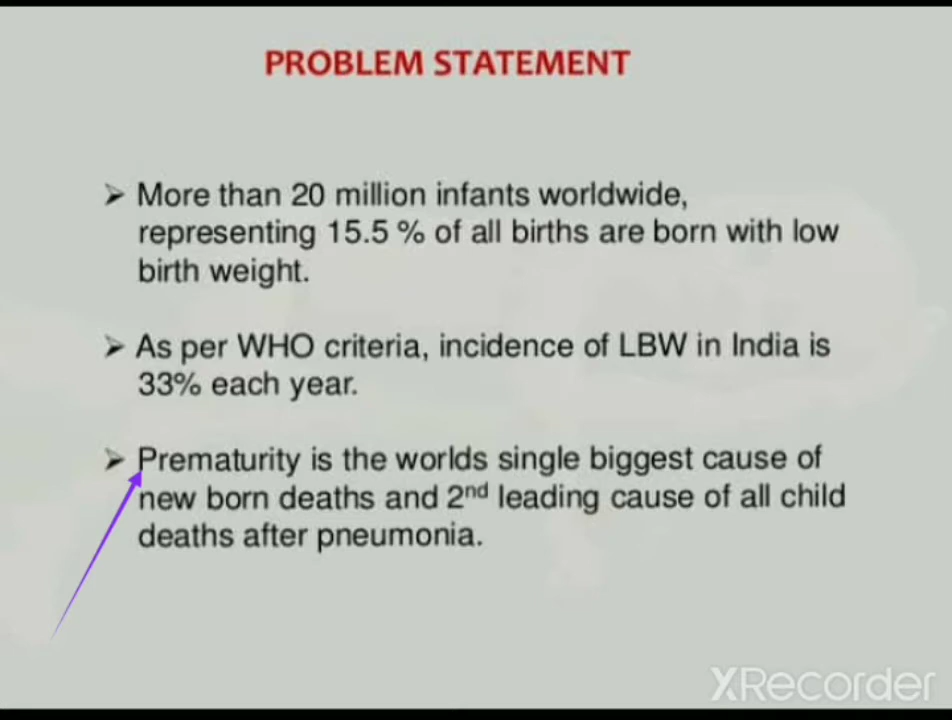 PROBLEM STATEMENT
➢ More than 20 million infants worldwide,
representing 15.5 % of all births are born with low
birth weight.
➢ As per WHO criteria, incidence of LBW in India is
33% each year.
➢ Prematurity is the worlds single biggest cause of
new born deaths and 2nd leading cause of all child
deaths after pneumonia.
XRecorder